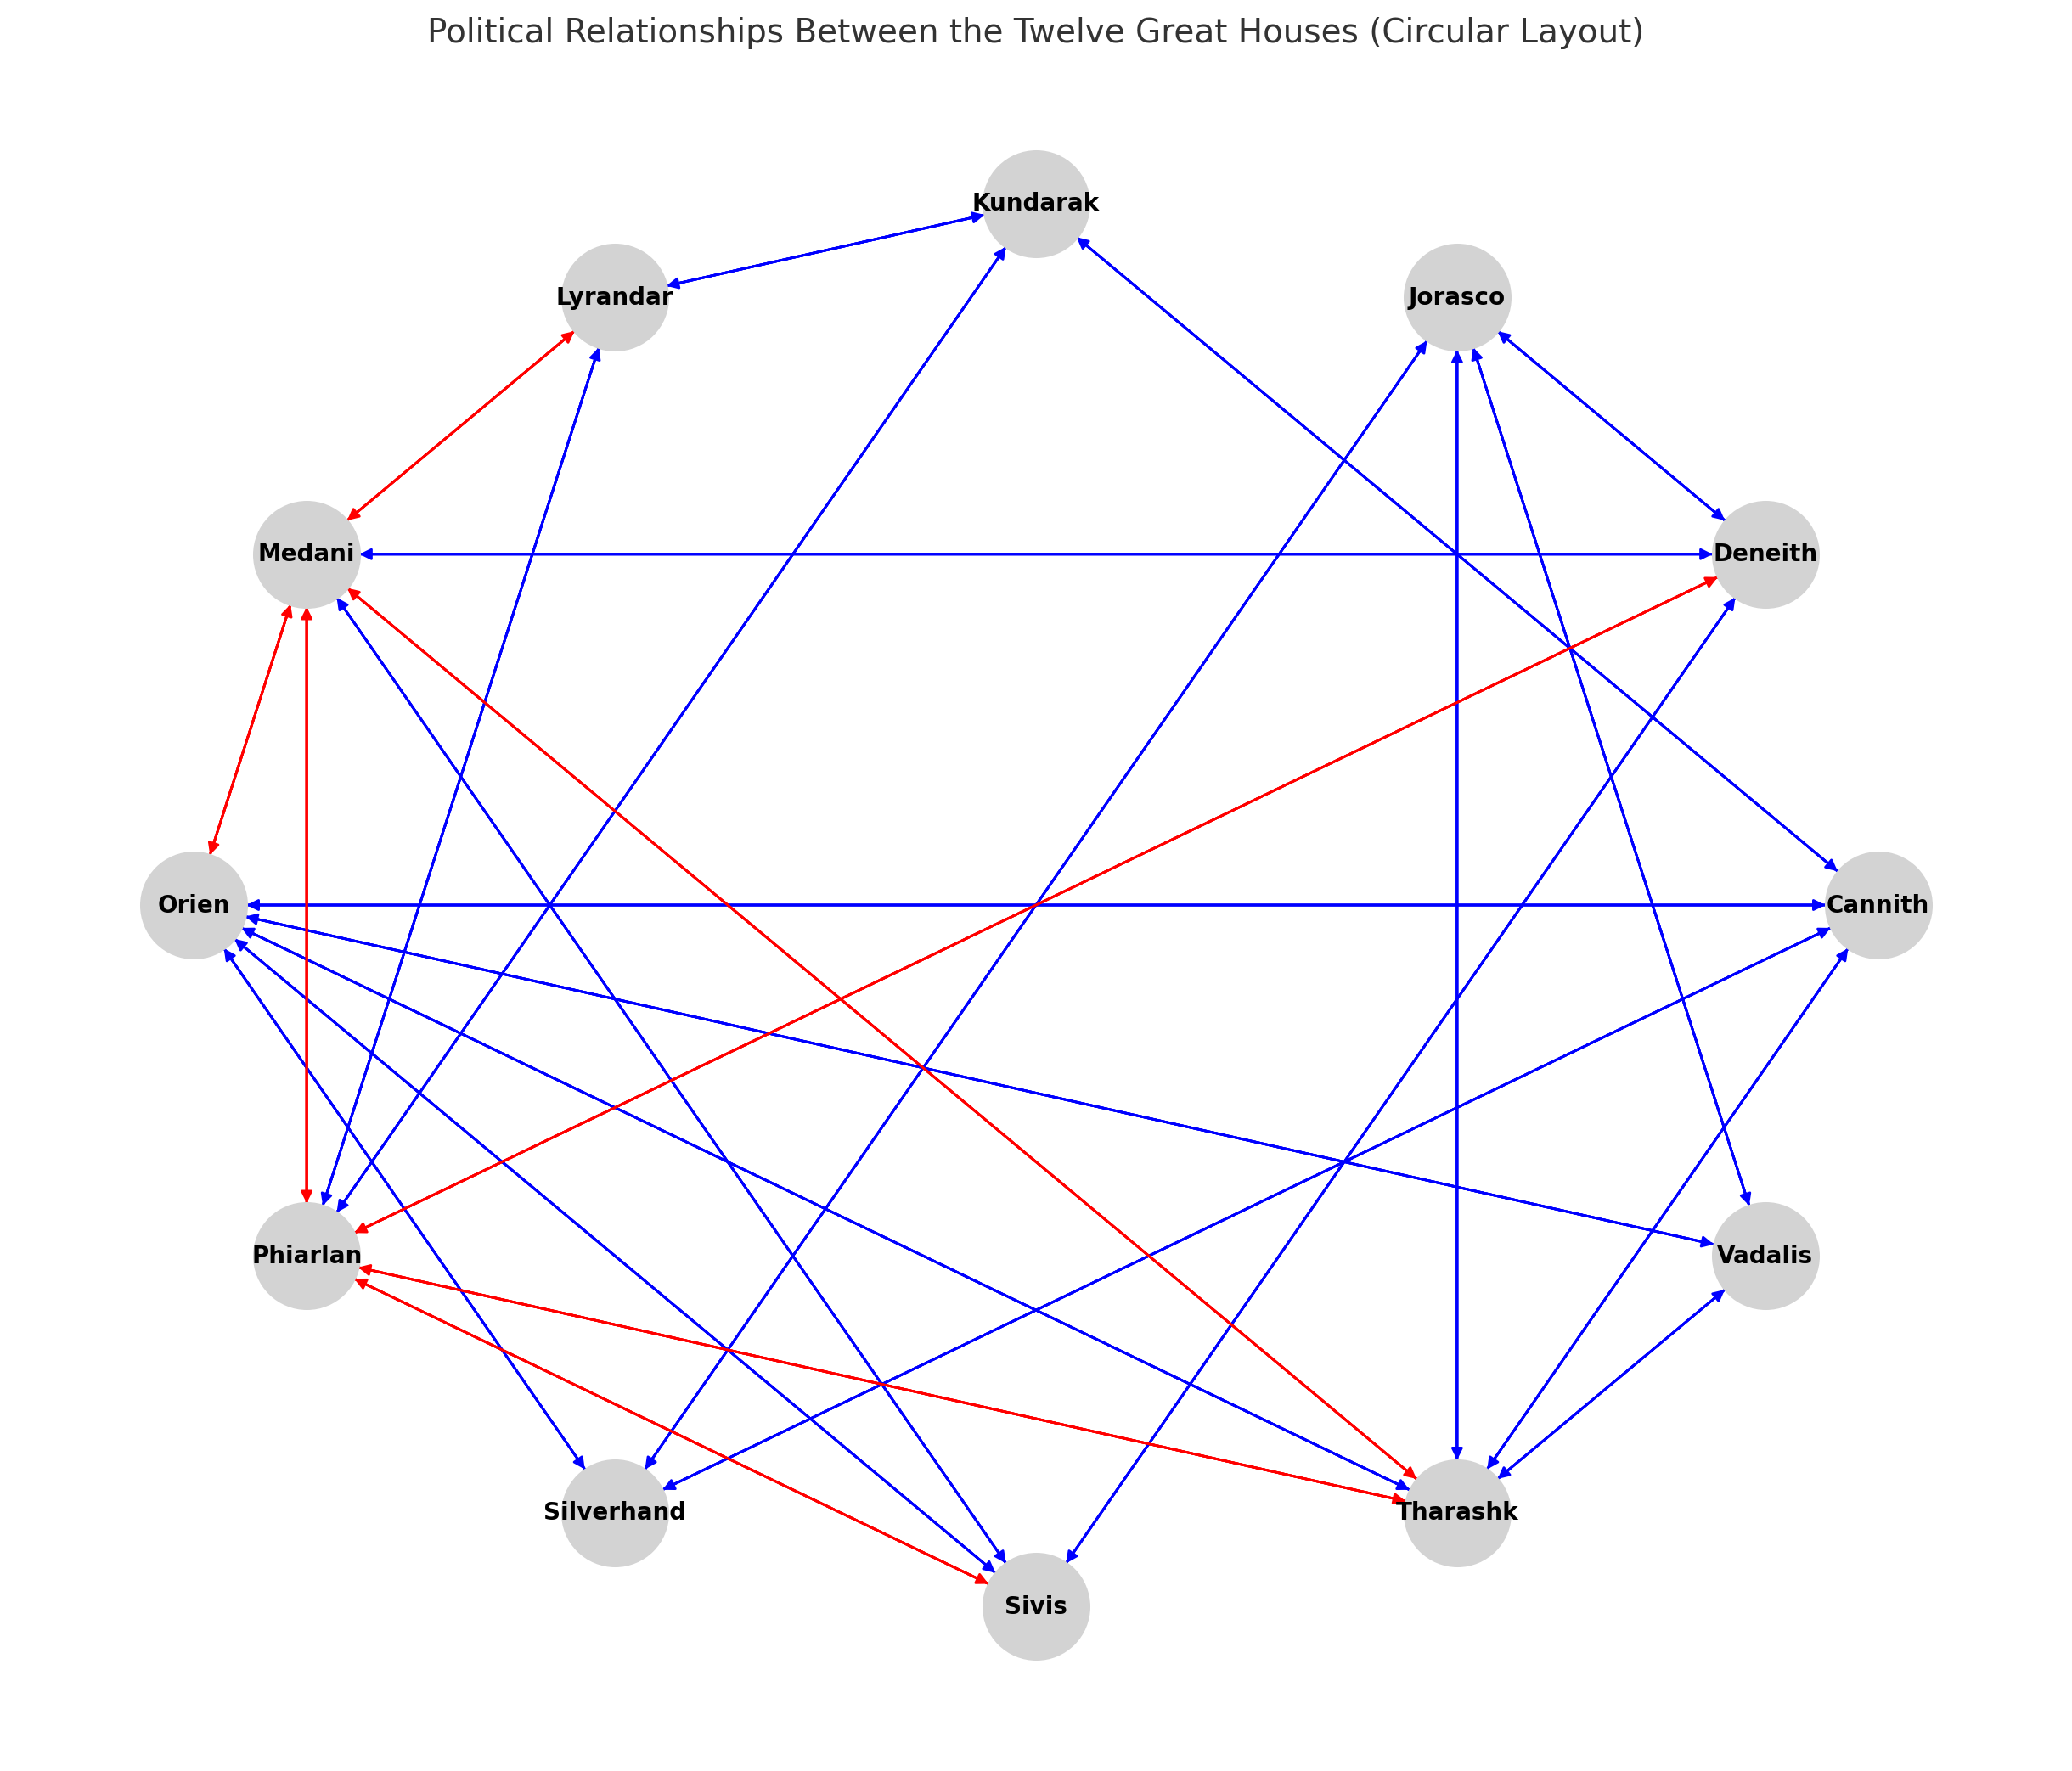 Political Relationships Between the Twelve Great Houses (Circular Layout)
Kundarak
Lyrandar
Jorasco
Medani
Deneith
Orien
Cannith
Phiarlan
Vadalis
Silverhand
Tharashk
Sivis